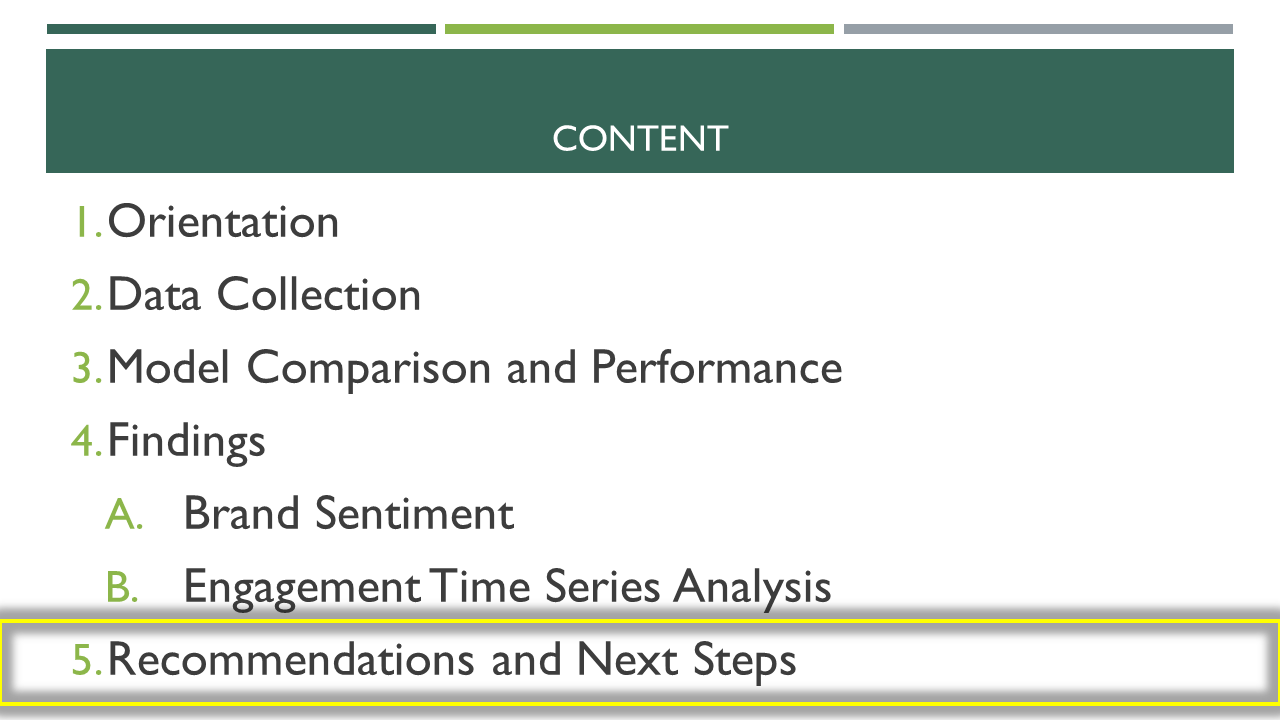 CONTENT
1. Orientation
2. Data Collection
3. Model Comparison and Performance
4. Findings
A. Brand Sentiment
B. Engagement Time Series Analysis
5. Recommendations and Next Steps